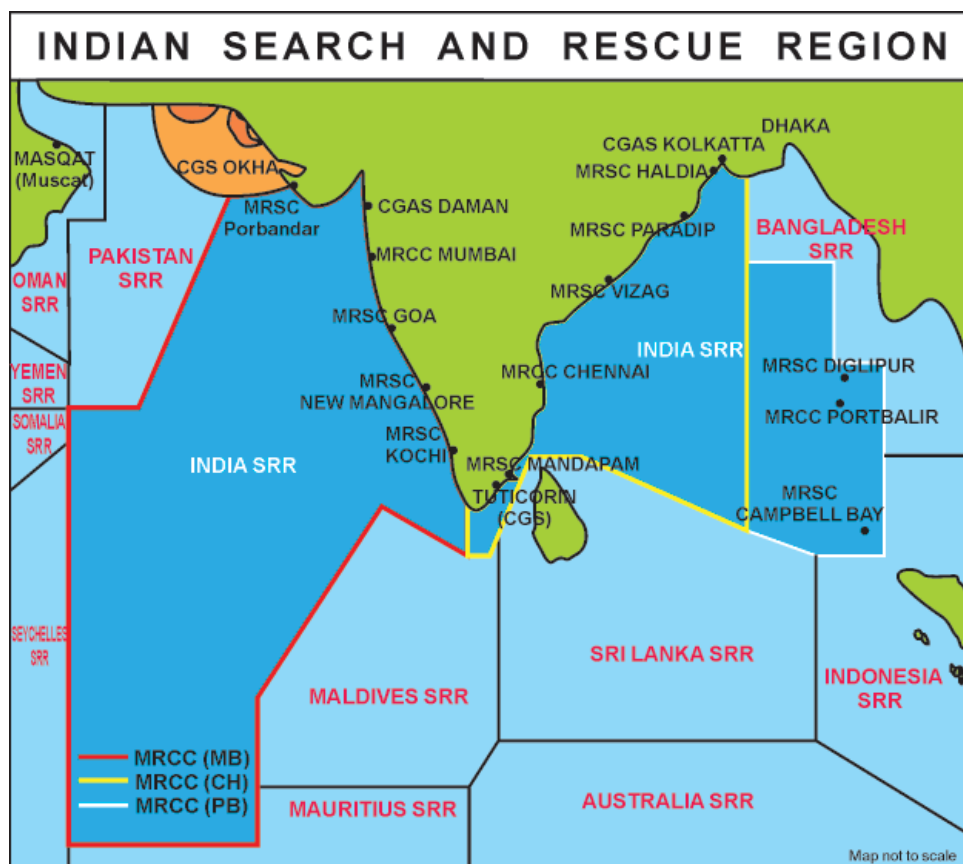 INDIAN SEARCH AND RESCUE REGION
DHAKA
CGAS KOLKATTA
MASQAT
(Muscat)
CGS OKHA
MRSC HALDIA
MRSC
Porbandar
CGAS DAMAN
MRSC PARADIP
BANGLADESH
SRR
PAKISTAN
SRR
MRCC MUMBAI
OMAN
SRR
MRSC VIZAG
MRSC GOA
INDIA SRR
YEMEN
SRR
MRSC
NEW MANGALORE
MRCC CHENNAI
MRSC DIGLIPUR
MRCC PORTBALIR
SOMALIA
SRR
MRSC
KOCHI
INDIA SRR
MRSC MANDAPAM
TUTICORIN
(CGS)
MRSC
CAMPBELL BAY
SEYCHELLES
SRR
SRI LANKA SRR
MALDIVES SRR
INDONESIA
SRR
MRCC (MB)
MRCC (CH)
MRCC (PB)
MAURITIUS SRR
AUSTRALIA SRR
Map not to scale